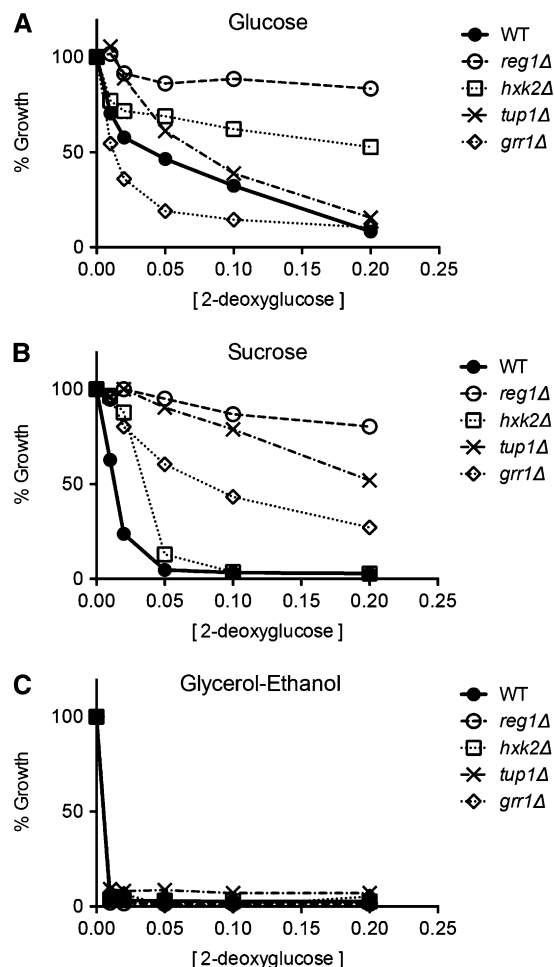 A
Glucose
% Growth
100
50
0
0.00 0.05 0.10 0.15 0.20 0.25
[ 2-deoxyglucose ]
WT
reg1Δ
hxk2Δ
tup1Δ
grr1Δ
B
Sucrose
% Growth
100
50
0
0.00 0.05 0.10 0.15 0.20 0.25
[ 2-deoxyglucose ]
WT
reg1Δ
hxk2Δ
tup1Δ
grr1Δ
C
Glycerol-Ethanol
% Growth
100
50
0
0.00 0.05 0.10 0.15 0.20 0.25
[ 2-deoxyglucose ]
WT
reg1Δ
hxk2Δ
tup1Δ
grr1Δ